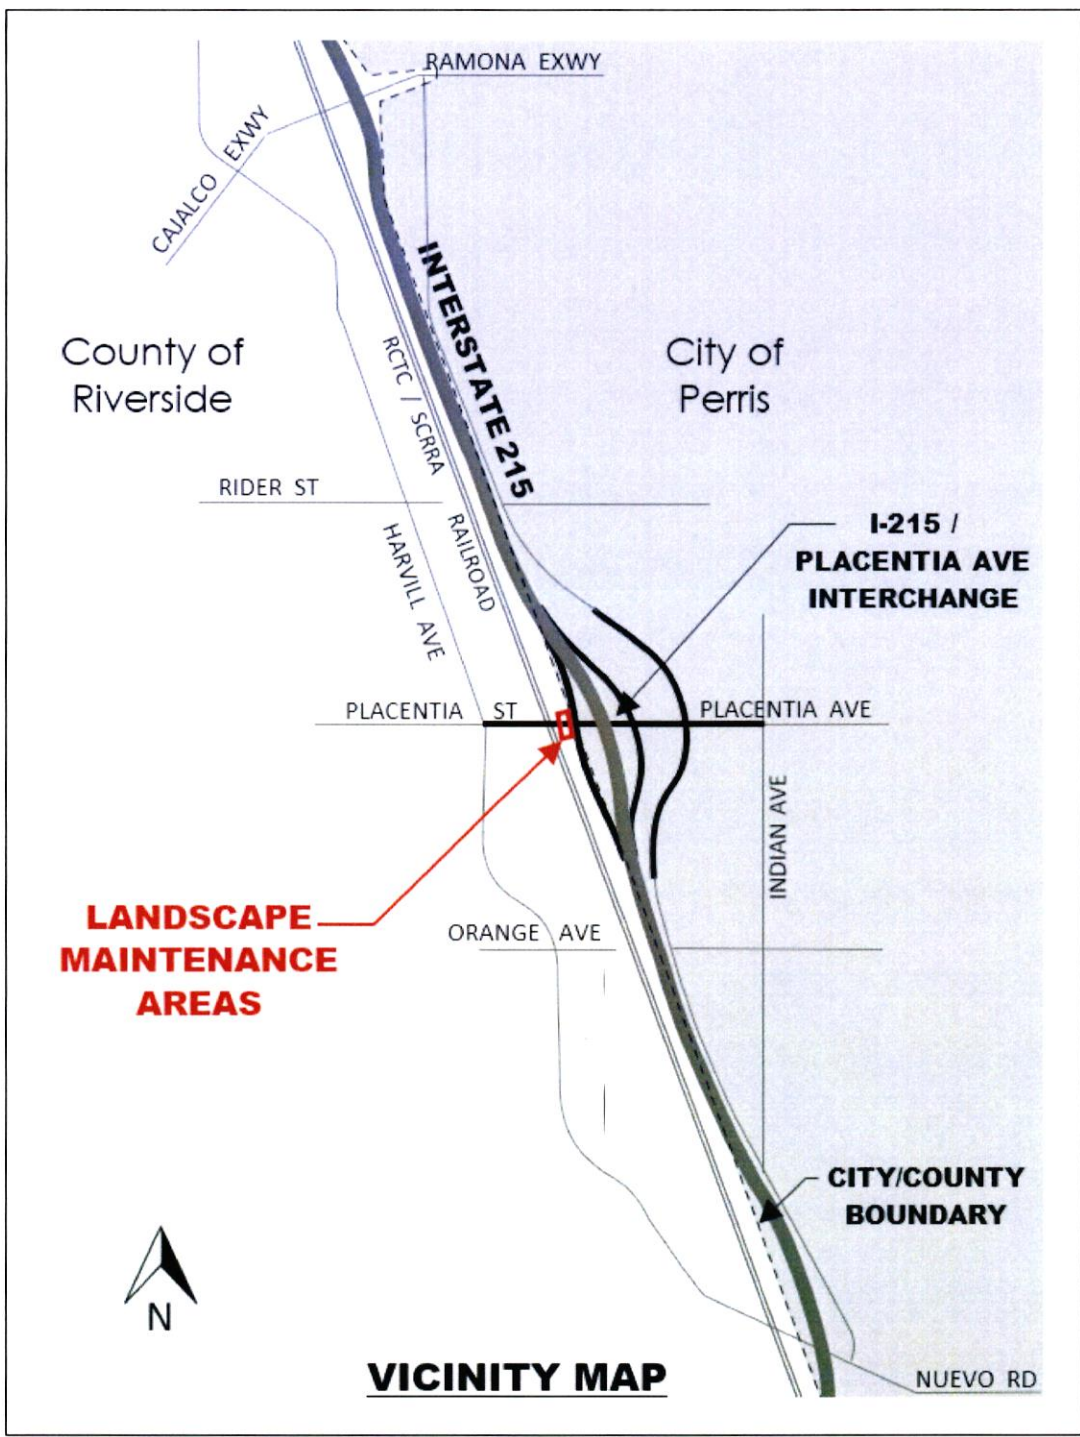 RAMONA EXWY
CAJALCO EXWY
INTERSTATE 215
County of
Riverside
City of
Perris
RCTC / SCRRA RAILROAD
RIDER ST
HARVILL AVE
I-215 /
PLACENTIA AVE
INTERCHANGE
PLACENTIA ST
PLACENTIA AVE
INDIAN AVE
LANDSCAPE
MAINTENANCE
AREAS
ORANGE AVE
CITY/COUNTY
BOUNDARY
N
VICINITY MAP
NUEVO RD